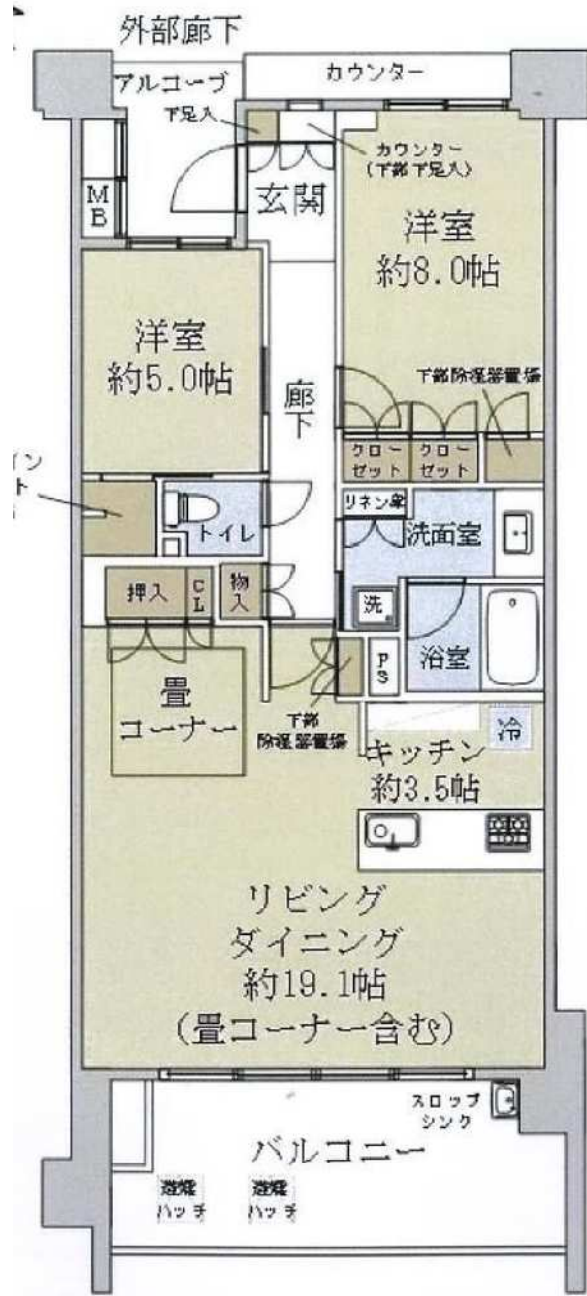 外部廊下
アルコーブ
カウンター
下足入
カウンター
(下部下足入)
MB
玄関
洋室
約8.0帖
洋室
約5.0帖
廊下
下部除湿器置場
クローゼット
クローゼット
イン
ト
リネン庫
トイレ
洗面室
押入
CL
物入
洗
PS
浴室
畳
コーナー
下部
除湿器置場
冷
キッチン
約3.5帖
リビング
ダイニング
約19.1帖
(畳コーナー含む)
スロップ
シンク
バルコニー
避難
ハッチ
避難
ハッチ